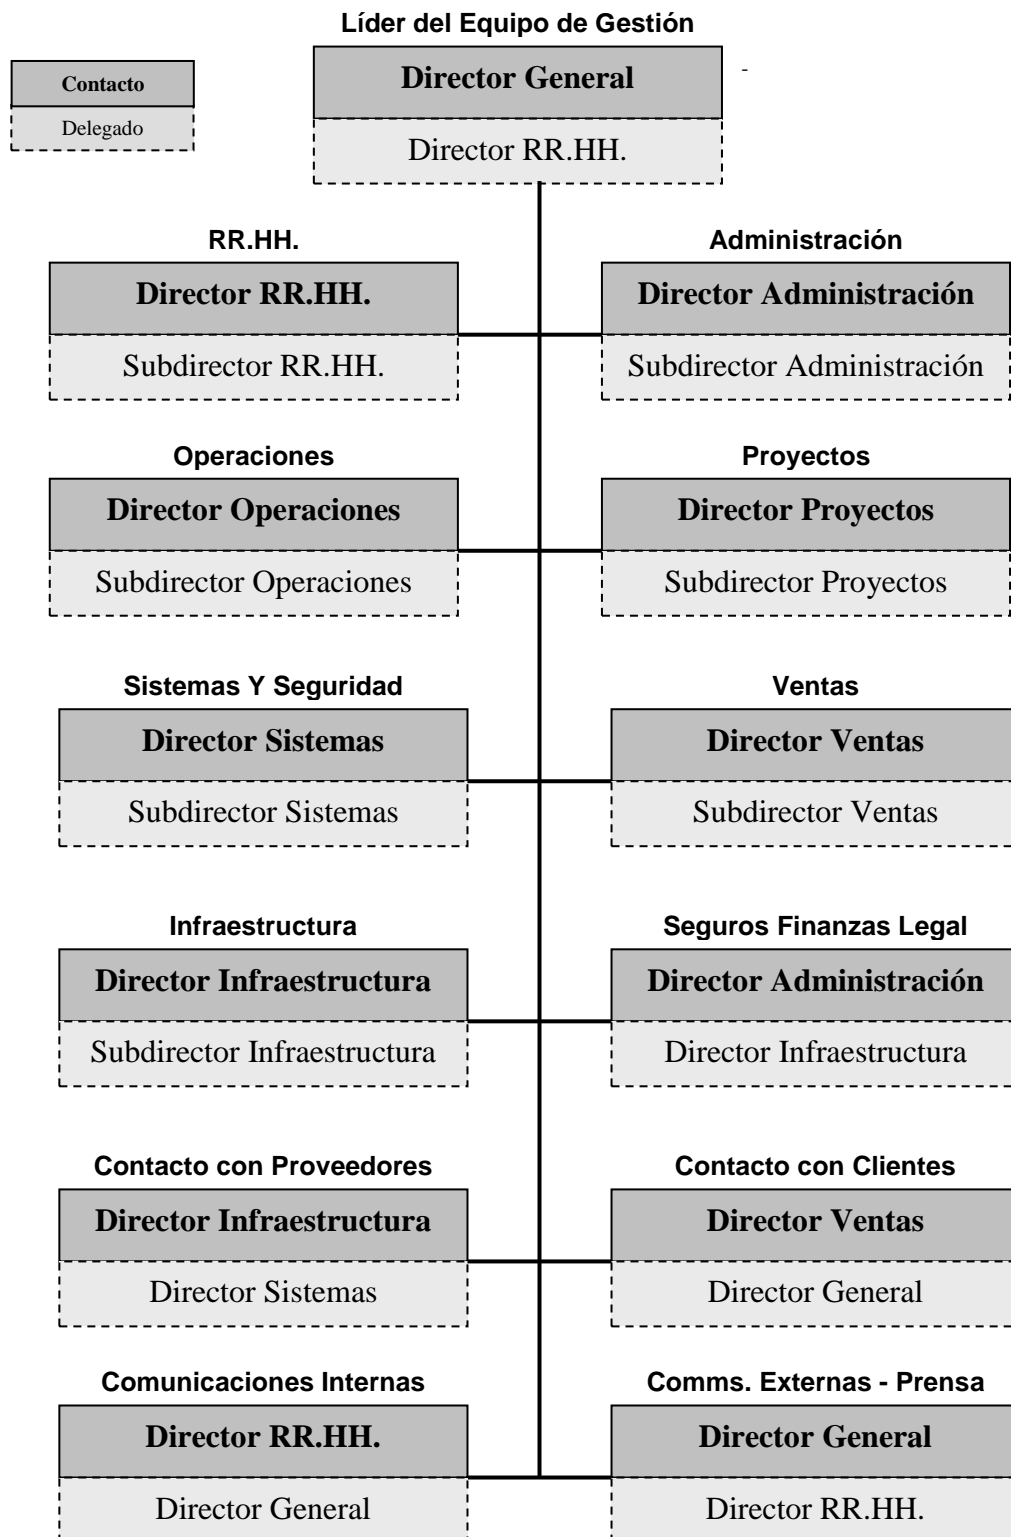 Líder del Equipo de Gestión
Contacto
Delegado
Director General
-
Director RR.HH.
RR.HH.
Director RR.HH.
Subdirector RR.HH.
Administración
Director Administración
Subdirector Administración
Operaciones
Director Operaciones
Subdirector Operaciones
Proyectos
Director Proyectos
Subdirector Proyectos
Sistemas Y Seguridad
Director Sistemas
Subdirector Sistemas
Ventas
Director Ventas
Subdirector Ventas
Infraestructura
Director Infraestructura
Subdirector Infraestructura
Seguros Finanzas Legal
Director Administración
Director Infraestructura
Contacto con Proveedores
Director Infraestructura
Director Sistemas
Contacto con Clientes
Director Ventas
Director General
Comunicaciones Internas
Director RR.HH.
Director General
Comms. Externas - Prensa
Director General
Director RR.HH.